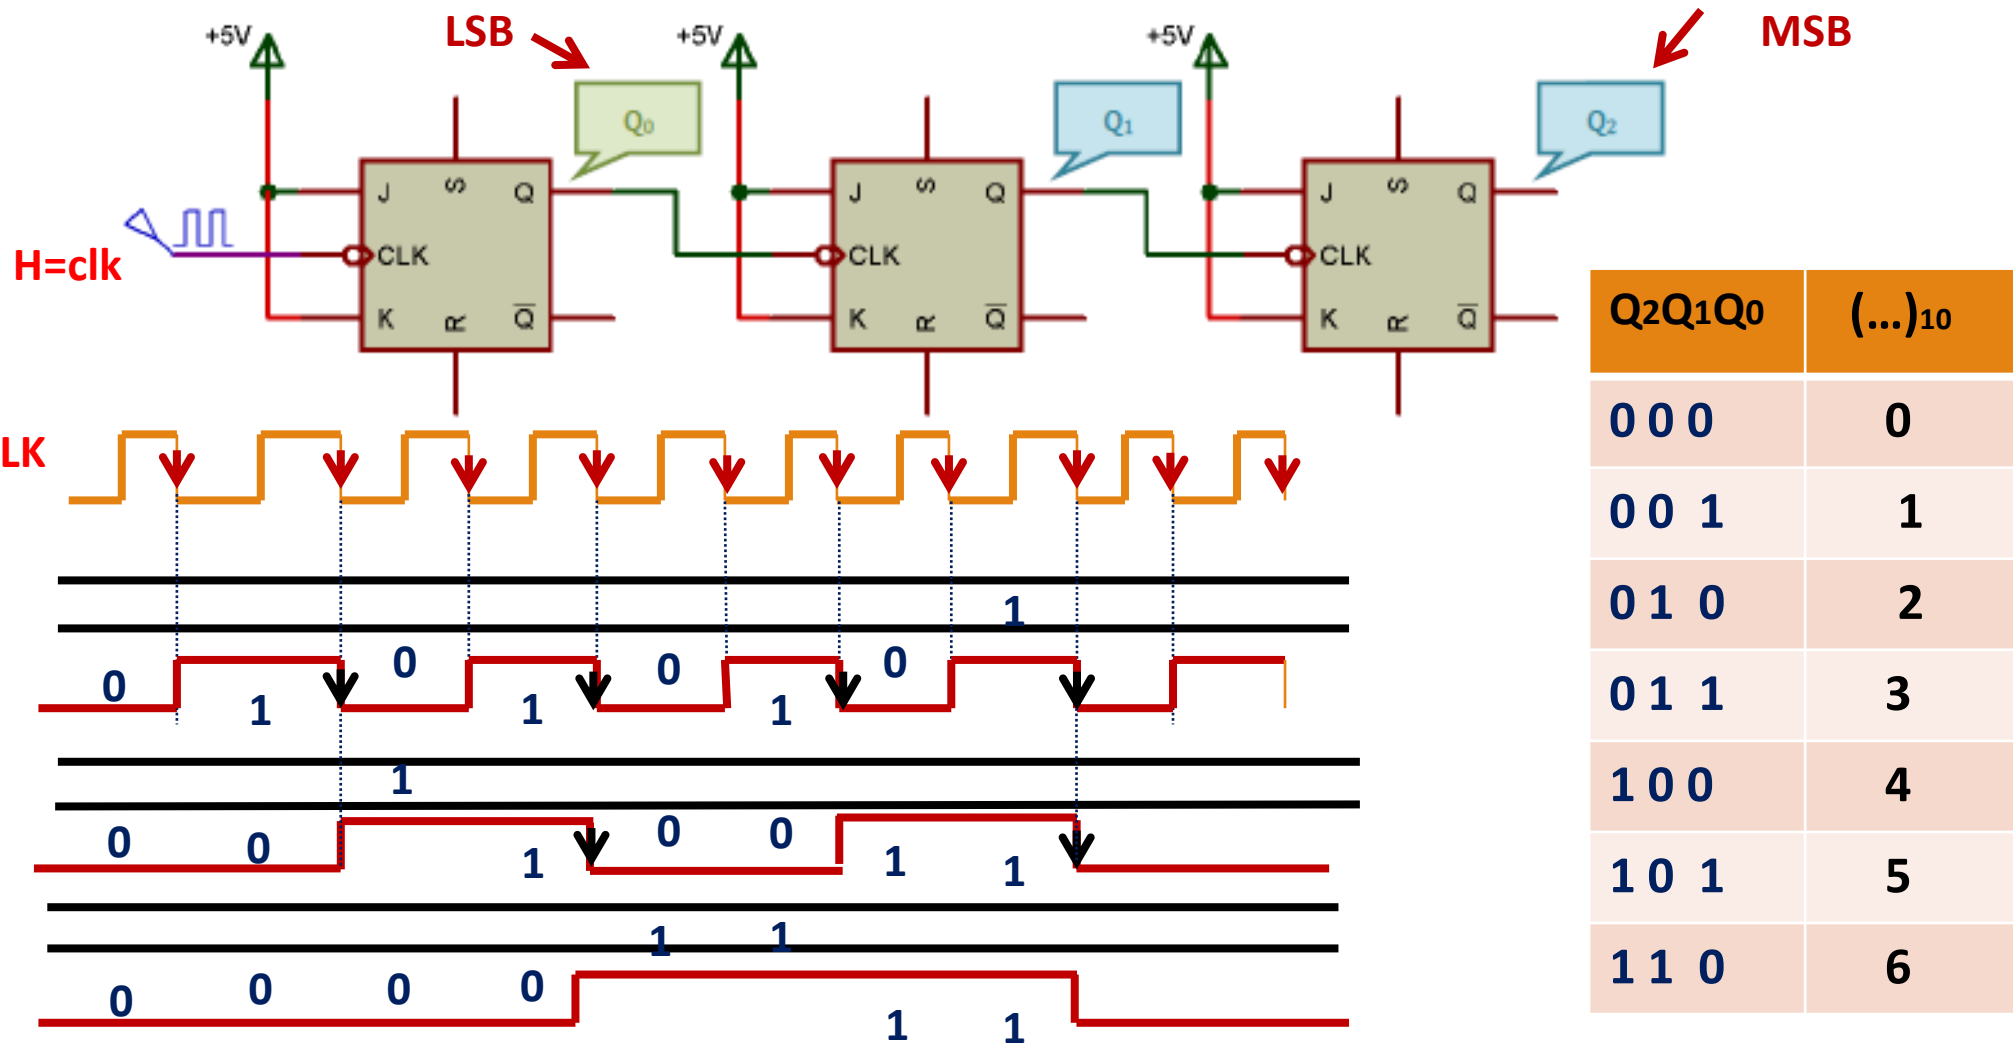 +5V LSB +5V +5V MSB
Q0 Q1 Q2
J S Q J S Q J S Q
H=clk CLK CLK CLK
K R Q̅ K R Q̅ K R Q̅
Q2Q1Q0 (...)10
0 0 0 0
0 0 1 1
0 1 0 2
0 1 1 3
1 0 0 4
1 0 1 5
1 1 0 6
LK
1
0 1 0 1 0 1 0
1
0 0 1 0 0 1 1
1 1
0 0 0 0 1 1